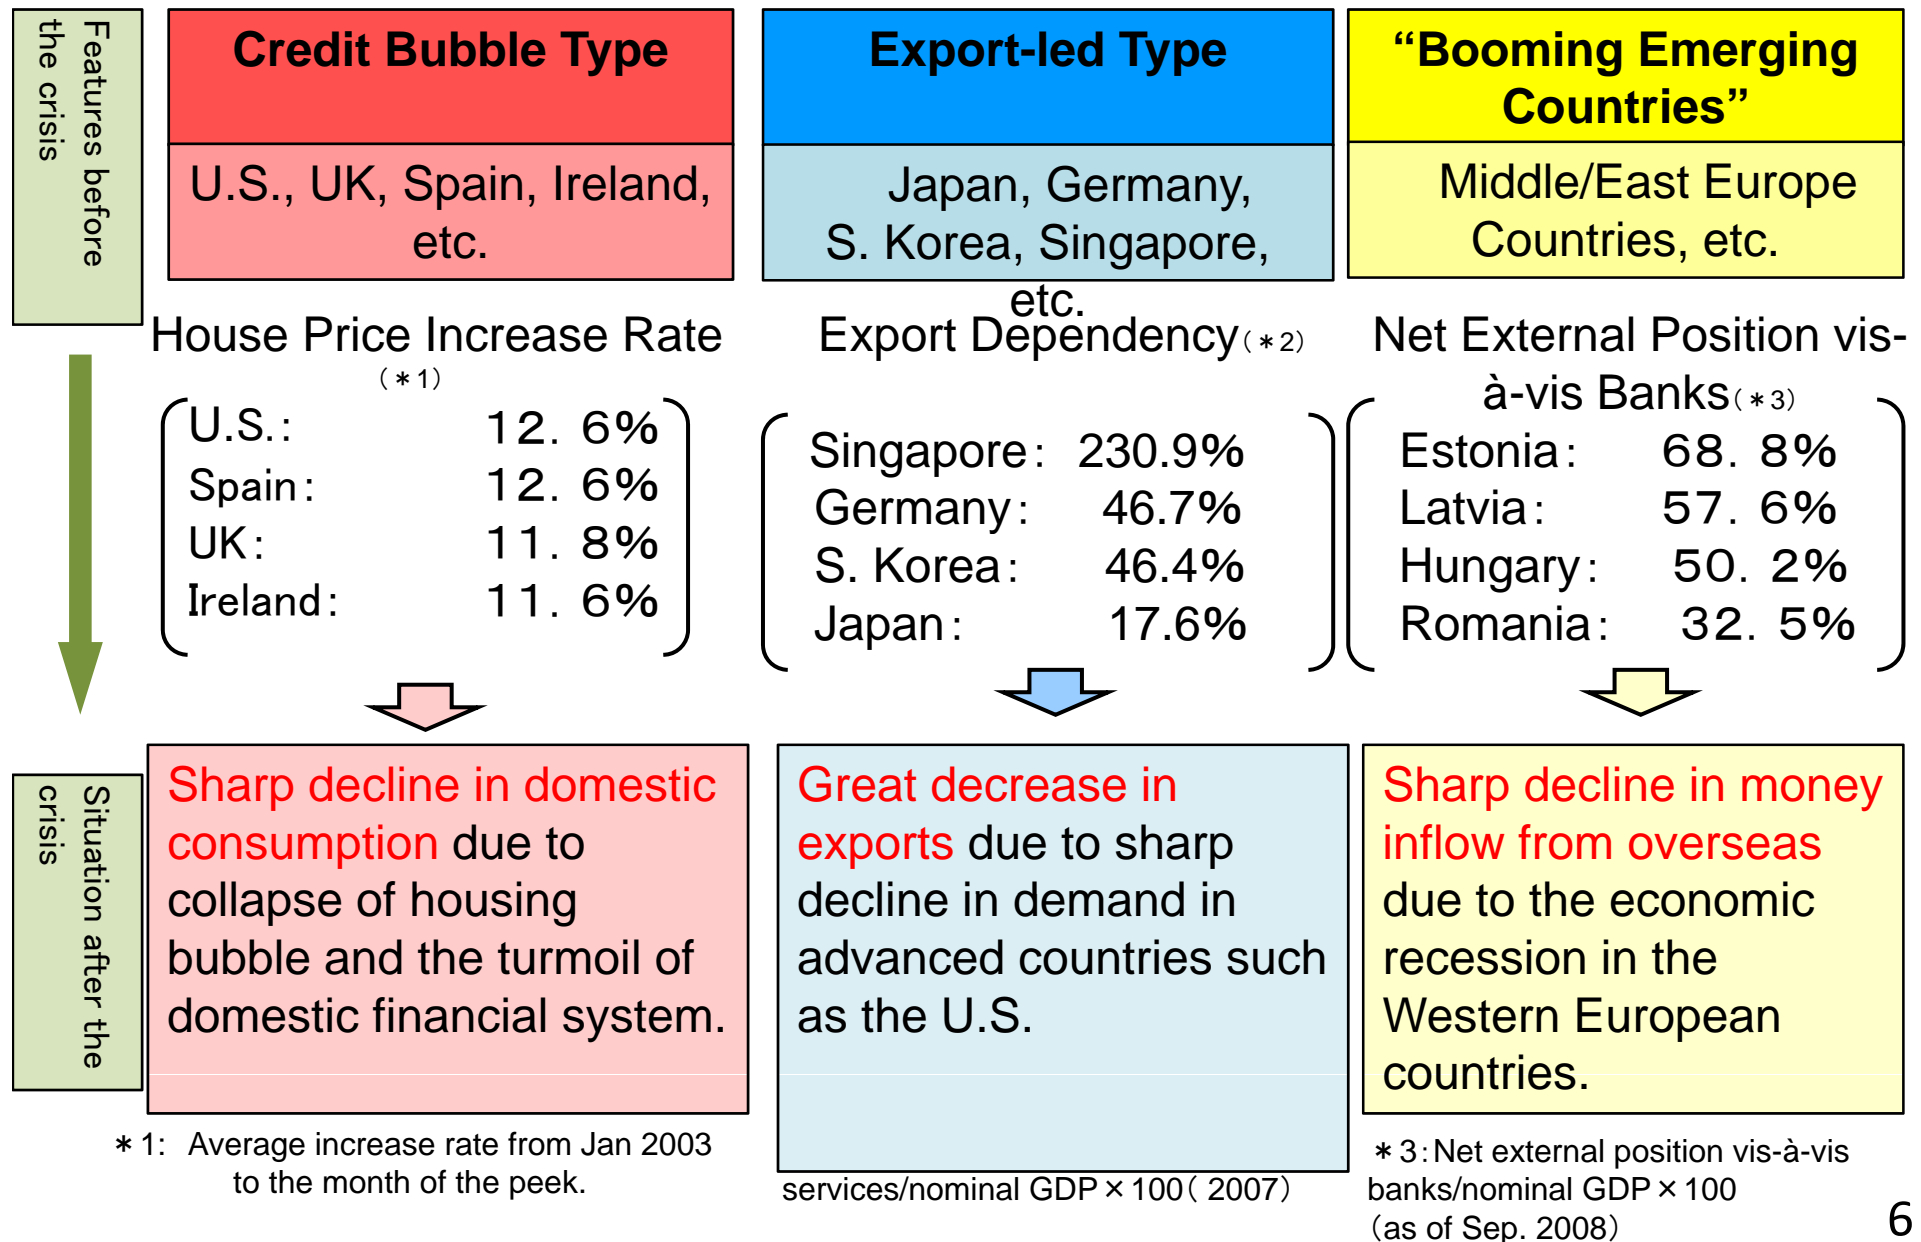 Features before
the crisis
Credit Bubble Type
U.S., UK, Spain, Ireland,
etc.
Export-led Type
Japan, Germany,
S. Korea, Singapore,
etc.
“Booming Emerging
Countries”
Middle/East Europe
Countries, etc.
House Price Increase Rate
（*1）
U.S.： 12．6%
Spain： 12．6%
UK： 11．8%
Ireland： 11．6%
Export Dependency（*2）
Singapore： 230.9%
Germany： 46.7%
S. Korea： 46.4%
Japan： 17.6%
Net External Position vis-
à-vis Banks（*3）
Estonia： 68．8%
Latvia： 57．6%
Hungary： 50．2%
Romania： 32．5%
Situation after the
crisis
Sharp decline in domestic
consumption due to
collapse of housing
bubble and the turmoil of
domestic financial system.
Great decrease in
exports due to sharp
decline in demand in
advanced countries such
as the U.S.
Sharp decline in money
inflow from overseas
due to the economic
recession in the
Western European
countries.
*1: Average increase rate from Jan 2003
to the month of the peek.
services/nominal GDP×100（ 2007）
*3：Net external position vis-à-vis
banks/nominal GDP×100
（as of Sep. 2008）
6